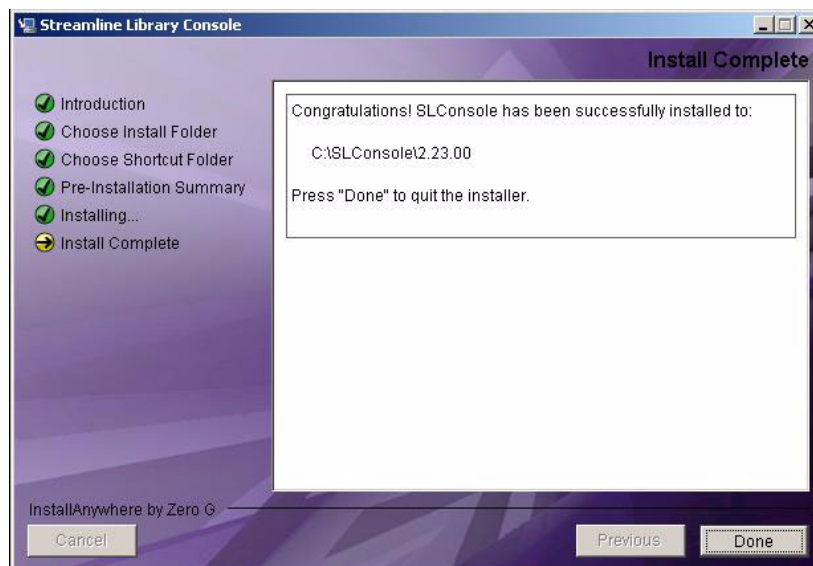 Streamline Library Console
Install Complete
Introduction
Choose Install Folder
Choose Shortcut Folder
Pre-Installation Summary
Installing...
Install Complete
Congratulations! SLConsole has been successfully installed to:
C:\SLConsole\2.23.00
Press "Done" to quit the installer.
InstallAnywhere by Zero G
Cancel
Previous
Done